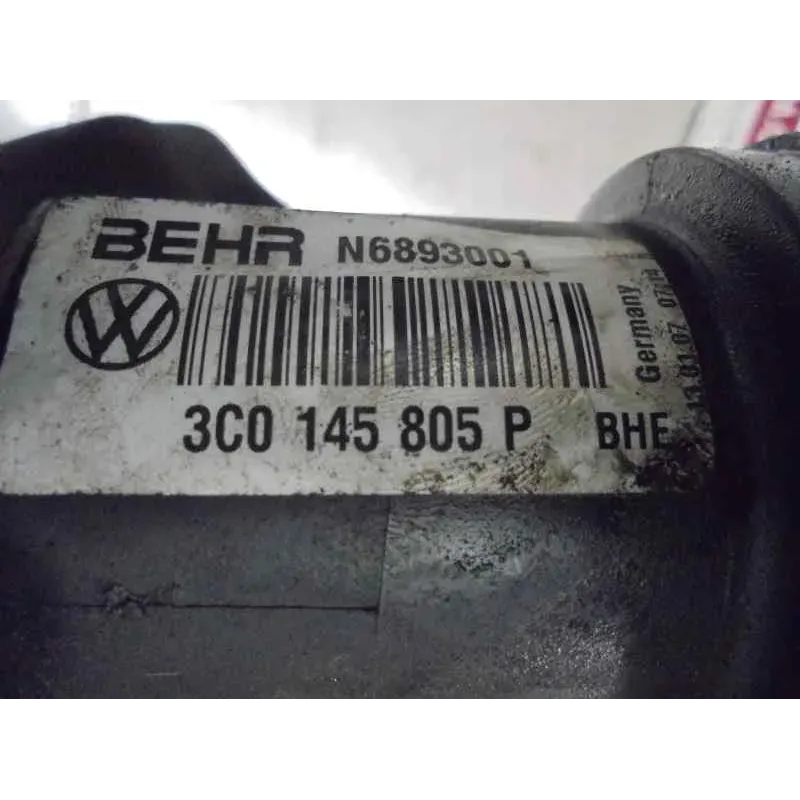 BEHR N6893001
3C0 145 805 P BHE
Germany